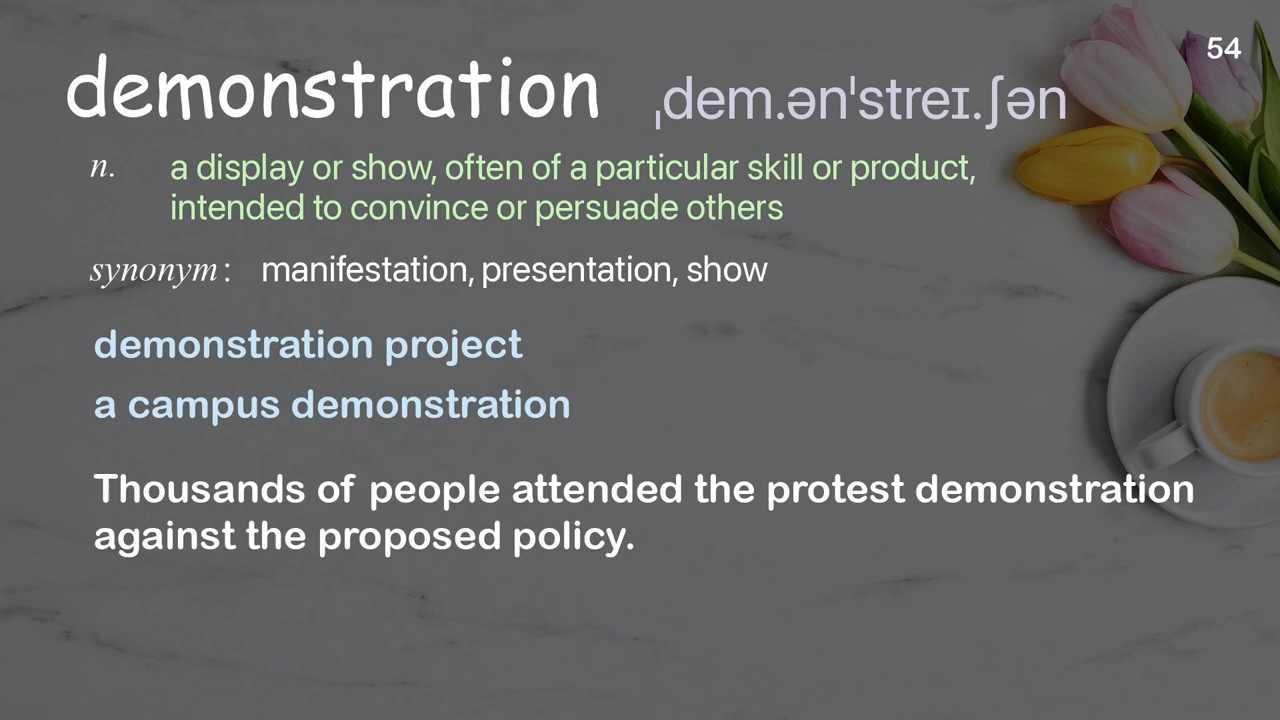 54
demonstration ˌdem.ənˈstreɪ.ʃən
n. a display or show, often of a particular skill or product,
intended to convince or persuade others
synonym: manifestation, presentation, show
demonstration project
a campus demonstration
Thousands of people attended the protest demonstration
against the proposed policy.